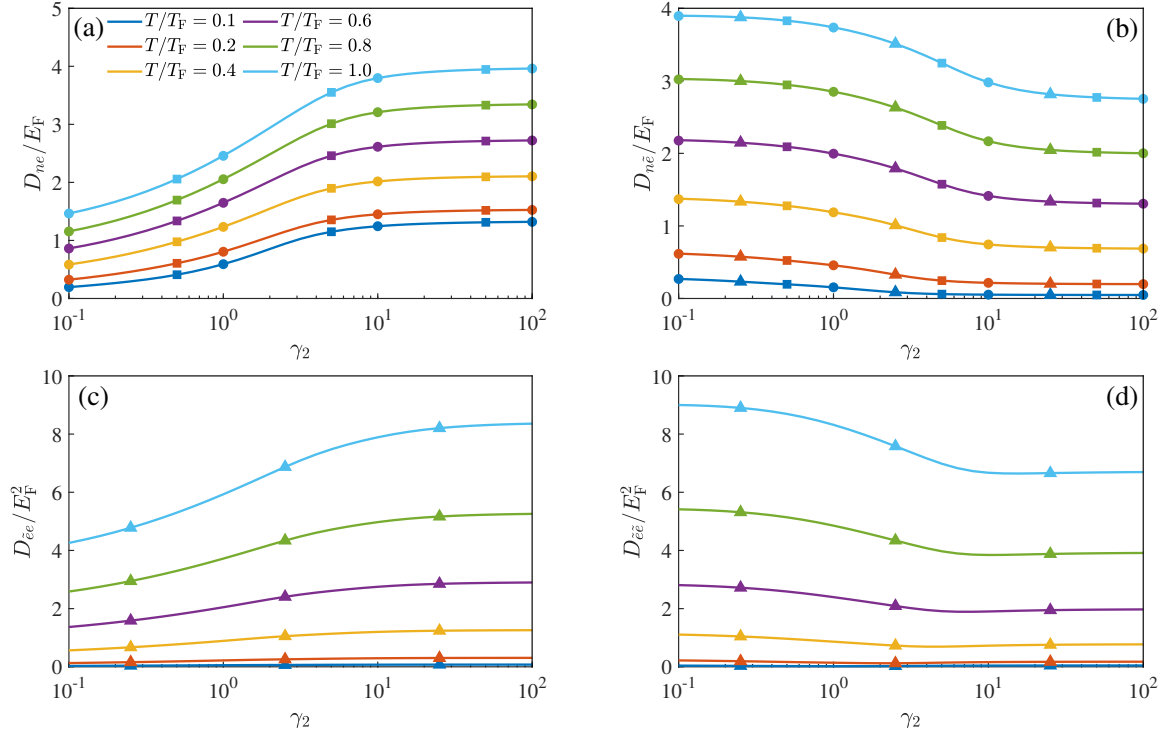 (a)
T/T_F = 0.1
T/T_F = 0.2
T/T_F = 0.4
T/T_F = 0.6
T/T_F = 0.8
T/T_F = 1.0
5
4
3
2
1
0
D_{ne}/E_F
10^{-1} 10^0 10^1 10^2
γ_2
(b)
4
3
2
1
0
D_{nẽ}/E_F
10^{-1} 10^0 10^1 10^2
γ_2
(c)
10
8
6
4
2
0
D_{ẽe}/E_F^2
10^{-1} 10^0 10^1 10^2
γ_2
(d)
10
8
6
4
2
0
D_{ẽẽ}/E_F^2
10^{-1} 10^0 10^1 10^2
γ_2